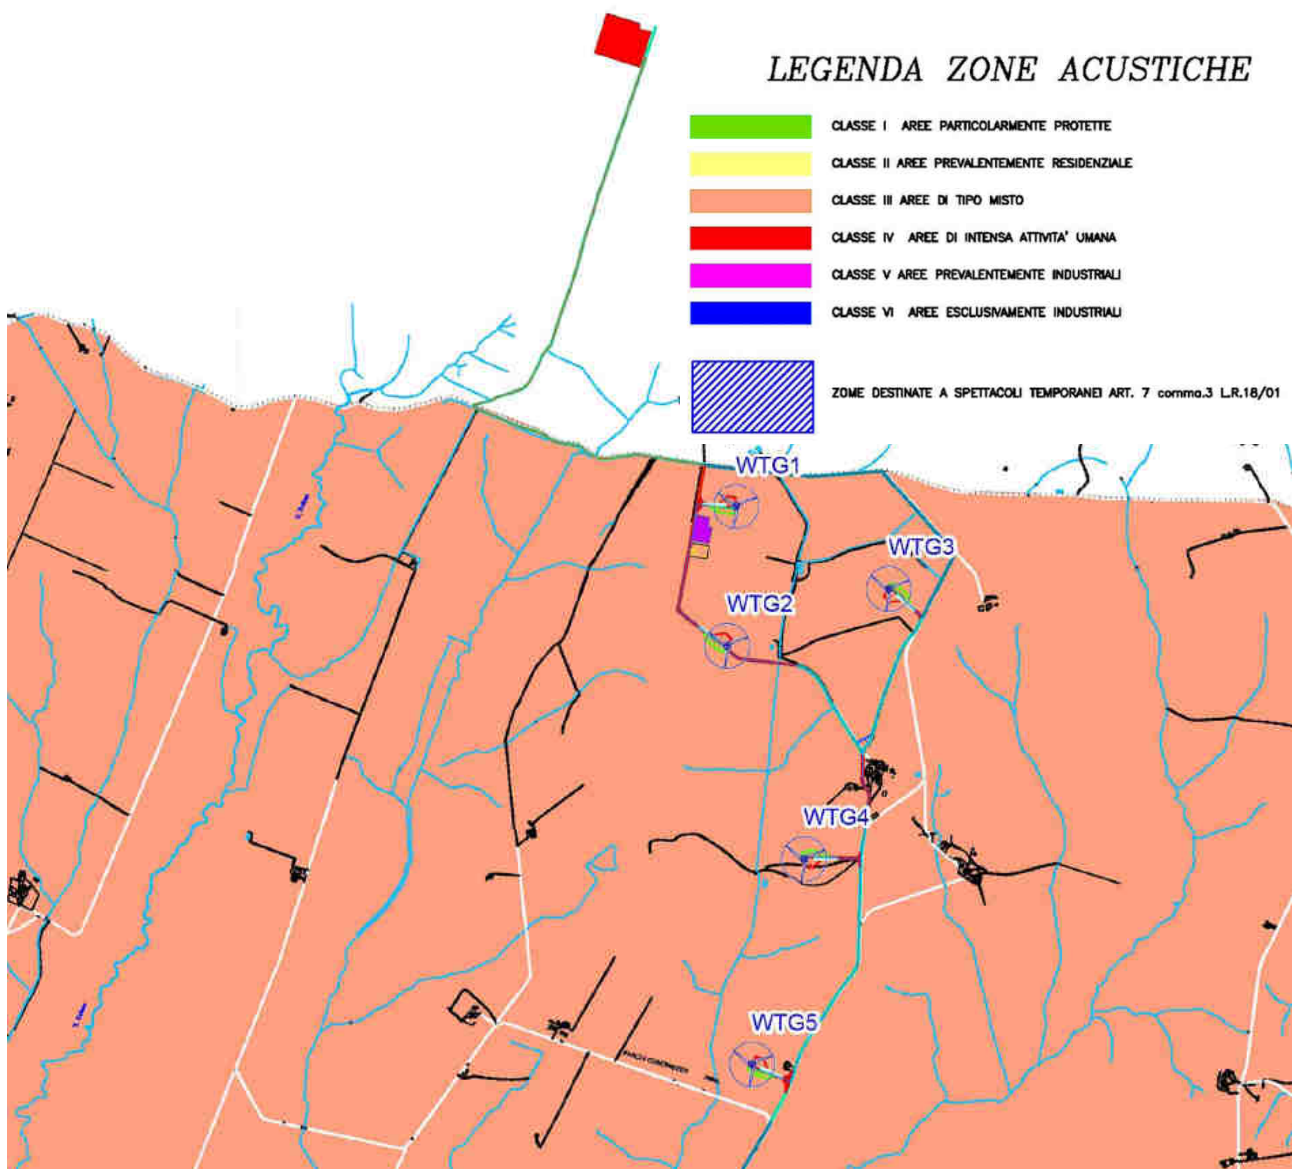 LEGENDA ZONE ACUSTICHE
CLASSE I AREE PARTICOLARMENTE PROTETTE
CLASSE II AREE PREVALENTEMENTE RESIDENZIALE
CLASSE III AREE DI TIPO MISTO
CLASSE IV AREE DI INTENSA ATTIVITA' UMANA
CLASSE V AREE PREVALENTEMENTE INDUSTRIALI
CLASSE VI AREE ESCLUSIVAMENTE INDUSTRIALI
ZOME DESTINATE A SPETTACOLI TEMPORANEI ART. 7 comma.3 L.R.18/01
WTG1
WTG3
WTG2
WTG4
WTG5